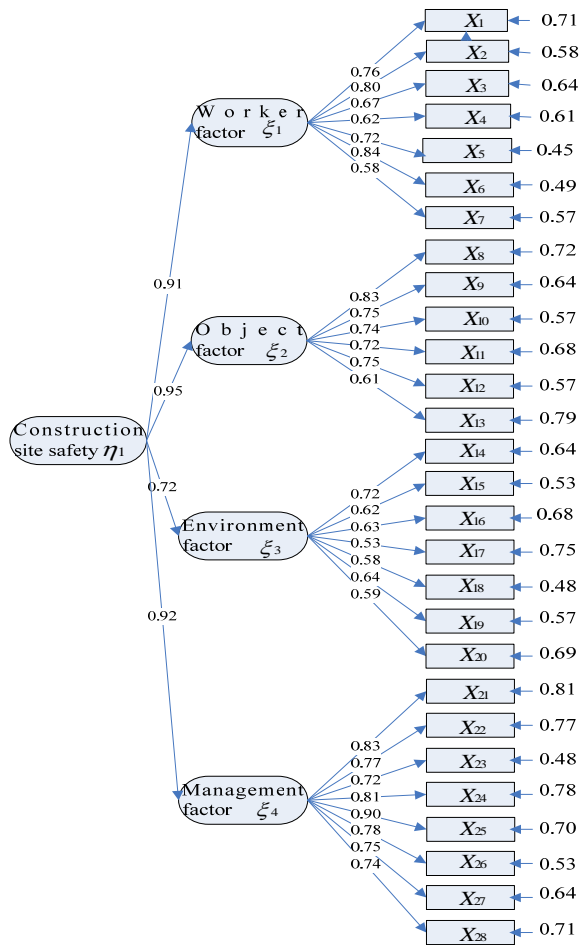 X1 0.71
X2 0.58
X3 0.64
X4 0.61
X5 0.45
X6 0.49
X7 0.57
0.76
0.80
0.67
0.62
0.72
0.84
0.58
Worker
factor ξ1
0.91
X8 0.72
X9 0.64
X10 0.57
X11 0.68
X12 0.57
X13 0.79
0.83
0.75
0.74
0.72
0.75
0.61
Object
factor ξ2
0.95
Construction
site safety η1
0.72
X14 0.64
X15 0.53
X16 0.68
X17 0.75
X18 0.48
X19 0.57
X20 0.69
0.72
0.62
0.63
0.53
0.58
0.64
0.59
Environment
factor ξ3
0.92
X21 0.81
X22 0.77
X23 0.48
X24 0.78
X25 0.70
X26 0.53
X27 0.64
X28 0.71
0.83
0.77
0.72
0.81
0.90
0.78
0.75
0.74
Management
factor ξ4